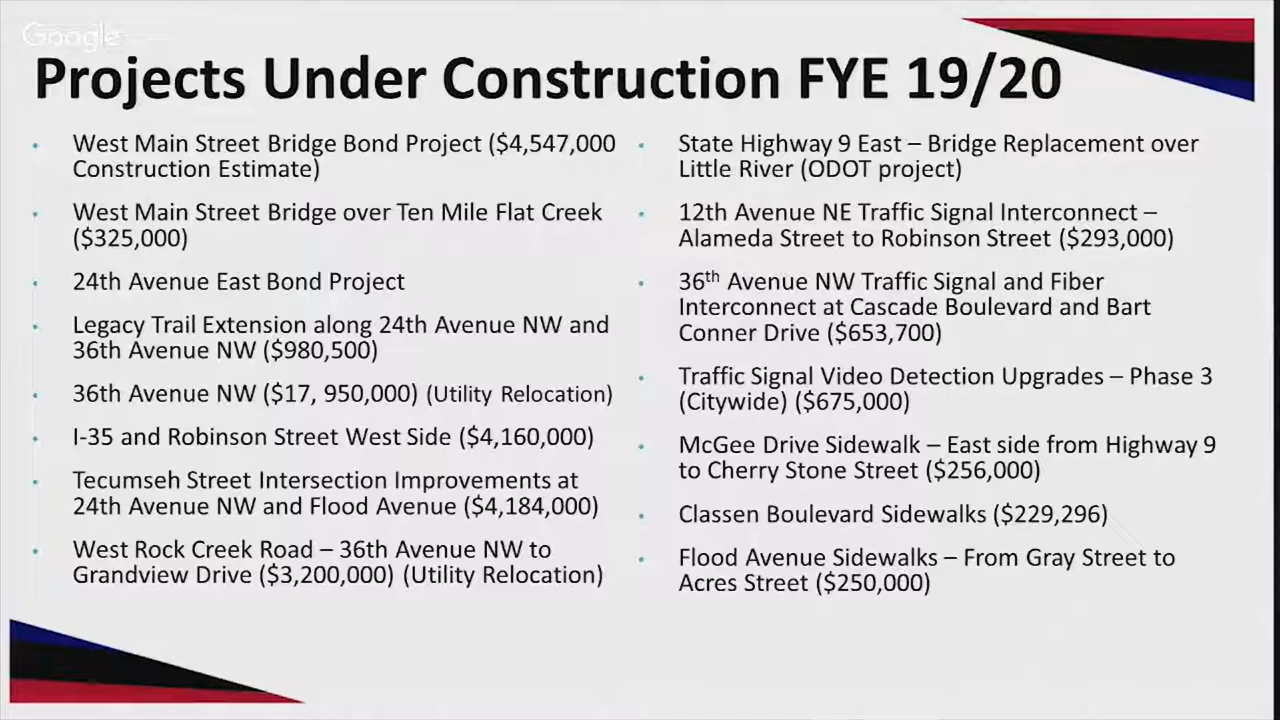 Google
Projects Under Construction FYE 19/20
• West Main Street Bridge Bond Project ($4,547,000
Construction Estimate)
• West Main Street Bridge over Ten Mile Flat Creek
($325,000)
• 24th Avenue East Bond Project
• Legacy Trail Extension along 24th Avenue NW and
36th Avenue NW ($980,500)
• 36th Avenue NW ($17, 950,000) (Utility Relocation)
• I-35 and Robinson Street West Side ($4,160,000)
• Tecumseh Street Intersection Improvements at
24th Avenue NW and Flood Avenue ($4,184,000)
• West Rock Creek Road – 36th Avenue NW to
Grandview Drive ($3,200,000) (Utility Relocation)
• State Highway 9 East – Bridge Replacement over
Little River (ODOT project)
• 12th Avenue NE Traffic Signal Interconnect –
Alameda Street to Robinson Street ($293,000)
• 36th Avenue NW Traffic Signal and Fiber
Interconnect at Cascade Boulevard and Bart
Conner Drive ($653,700)
• Traffic Signal Video Detection Upgrades – Phase 3
(Citywide) ($675,000)
• McGee Drive Sidewalk – East side from Highway 9
to Cherry Stone Street ($256,000)
• Classen Boulevard Sidewalks ($229,296)
• Flood Avenue Sidewalks – From Gray Street to
Acres Street ($250,000)